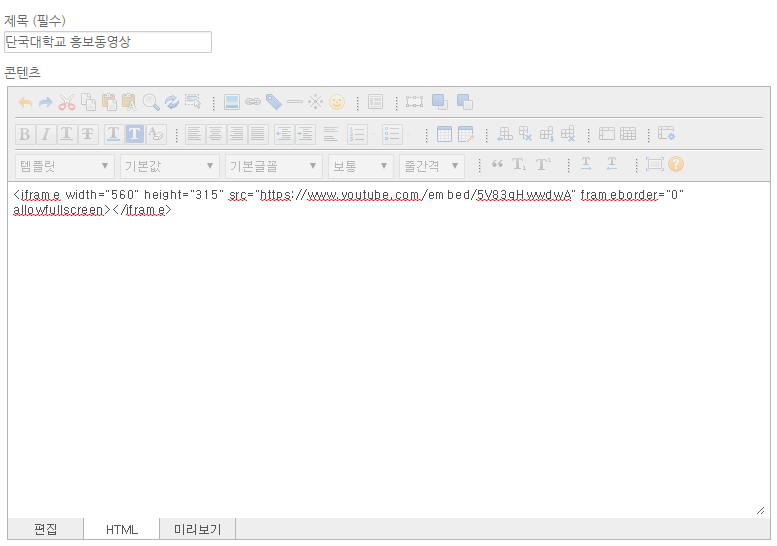 제목 (필수)
단국대학교 홍보동영상
콘텐츠
템플릿 기본값 기본글꼴 보통 줄간격
<iframe width="560" height="315" src="https://www.youtube.com/embed/5V83gHwwdwA" frameborder="0"
allowfullscreen></iframe>
편집 HTML 미리보기